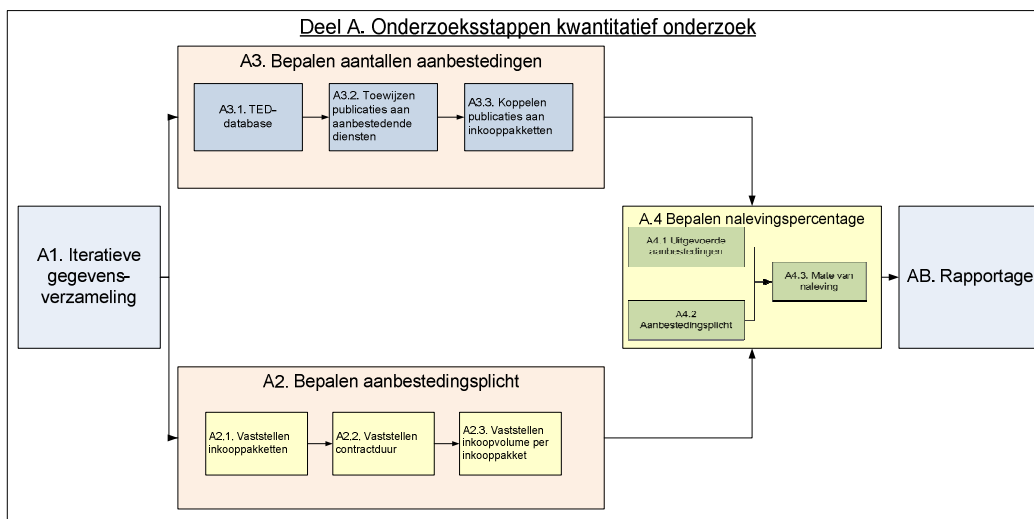 Deel A. Onderzoeksstappen kwantitatief onderzoek
A3. Bepalen aantallen aanbestedingen
A3.1. TED-
database
A3.2. Toewijzen
publicaties aan
aanbestedende
diensten
A3.3. Koppelen
publicaties aan
inkooppakketten
A1. Iteratieve
gegevens-
verzameling
A.4 Bepalen nalevingspercentage
A4.1 Uitgevoerde
aanbestedingen
A4.2
Aanbestedingsplicht
A4.3. Mate van
naleving
AB. Rapportage
A2. Bepalen aanbestedingsplicht
A2.1. Vaststellen
inkooppakketten
A2.2. Vaststellen
contractduur
A2.3. Vaststellen
inkoopvolume per
inkooppakket